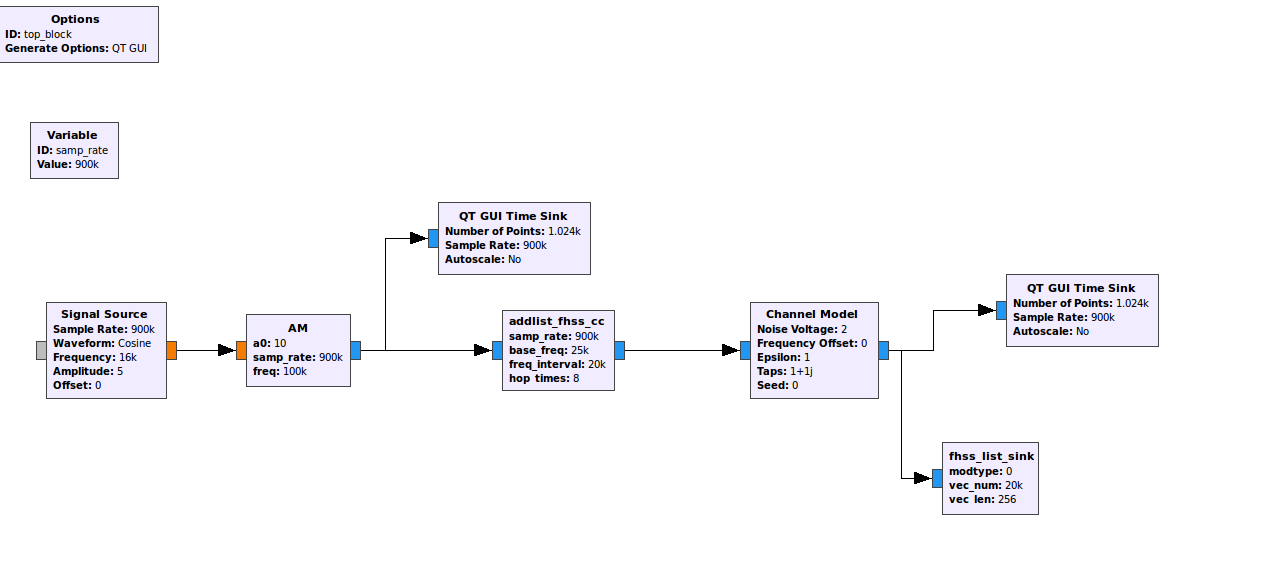 Options
ID: top_block
Generate Options: QT GUI
Variable
ID: samp_rate
Value: 900k
QT GUI Time Sink
Number of Points: 1.024k
Sample Rate: 900k
Autoscale: No
Signal Source
Sample Rate: 900k
Waveform: Cosine
Frequency: 16k
Amplitude: 5
Offset: 0
AM
a0: 10
samp_rate: 900k
freq: 100k
addlist_fhss_cc
samp_rate: 900k
base_freq: 25k
freq_interval: 20k
hop_times: 8
Channel Model
Noise Voltage: 2
Frequency Offset: 0
Epsilon: 1
Taps: 1+1j
Seed: 0
QT GUI Time Sink
Number of Points: 1.024k
Sample Rate: 900k
Autoscale: No
fhss_list_sink
modtype: 0
vec_num: 20k
vec_len: 256